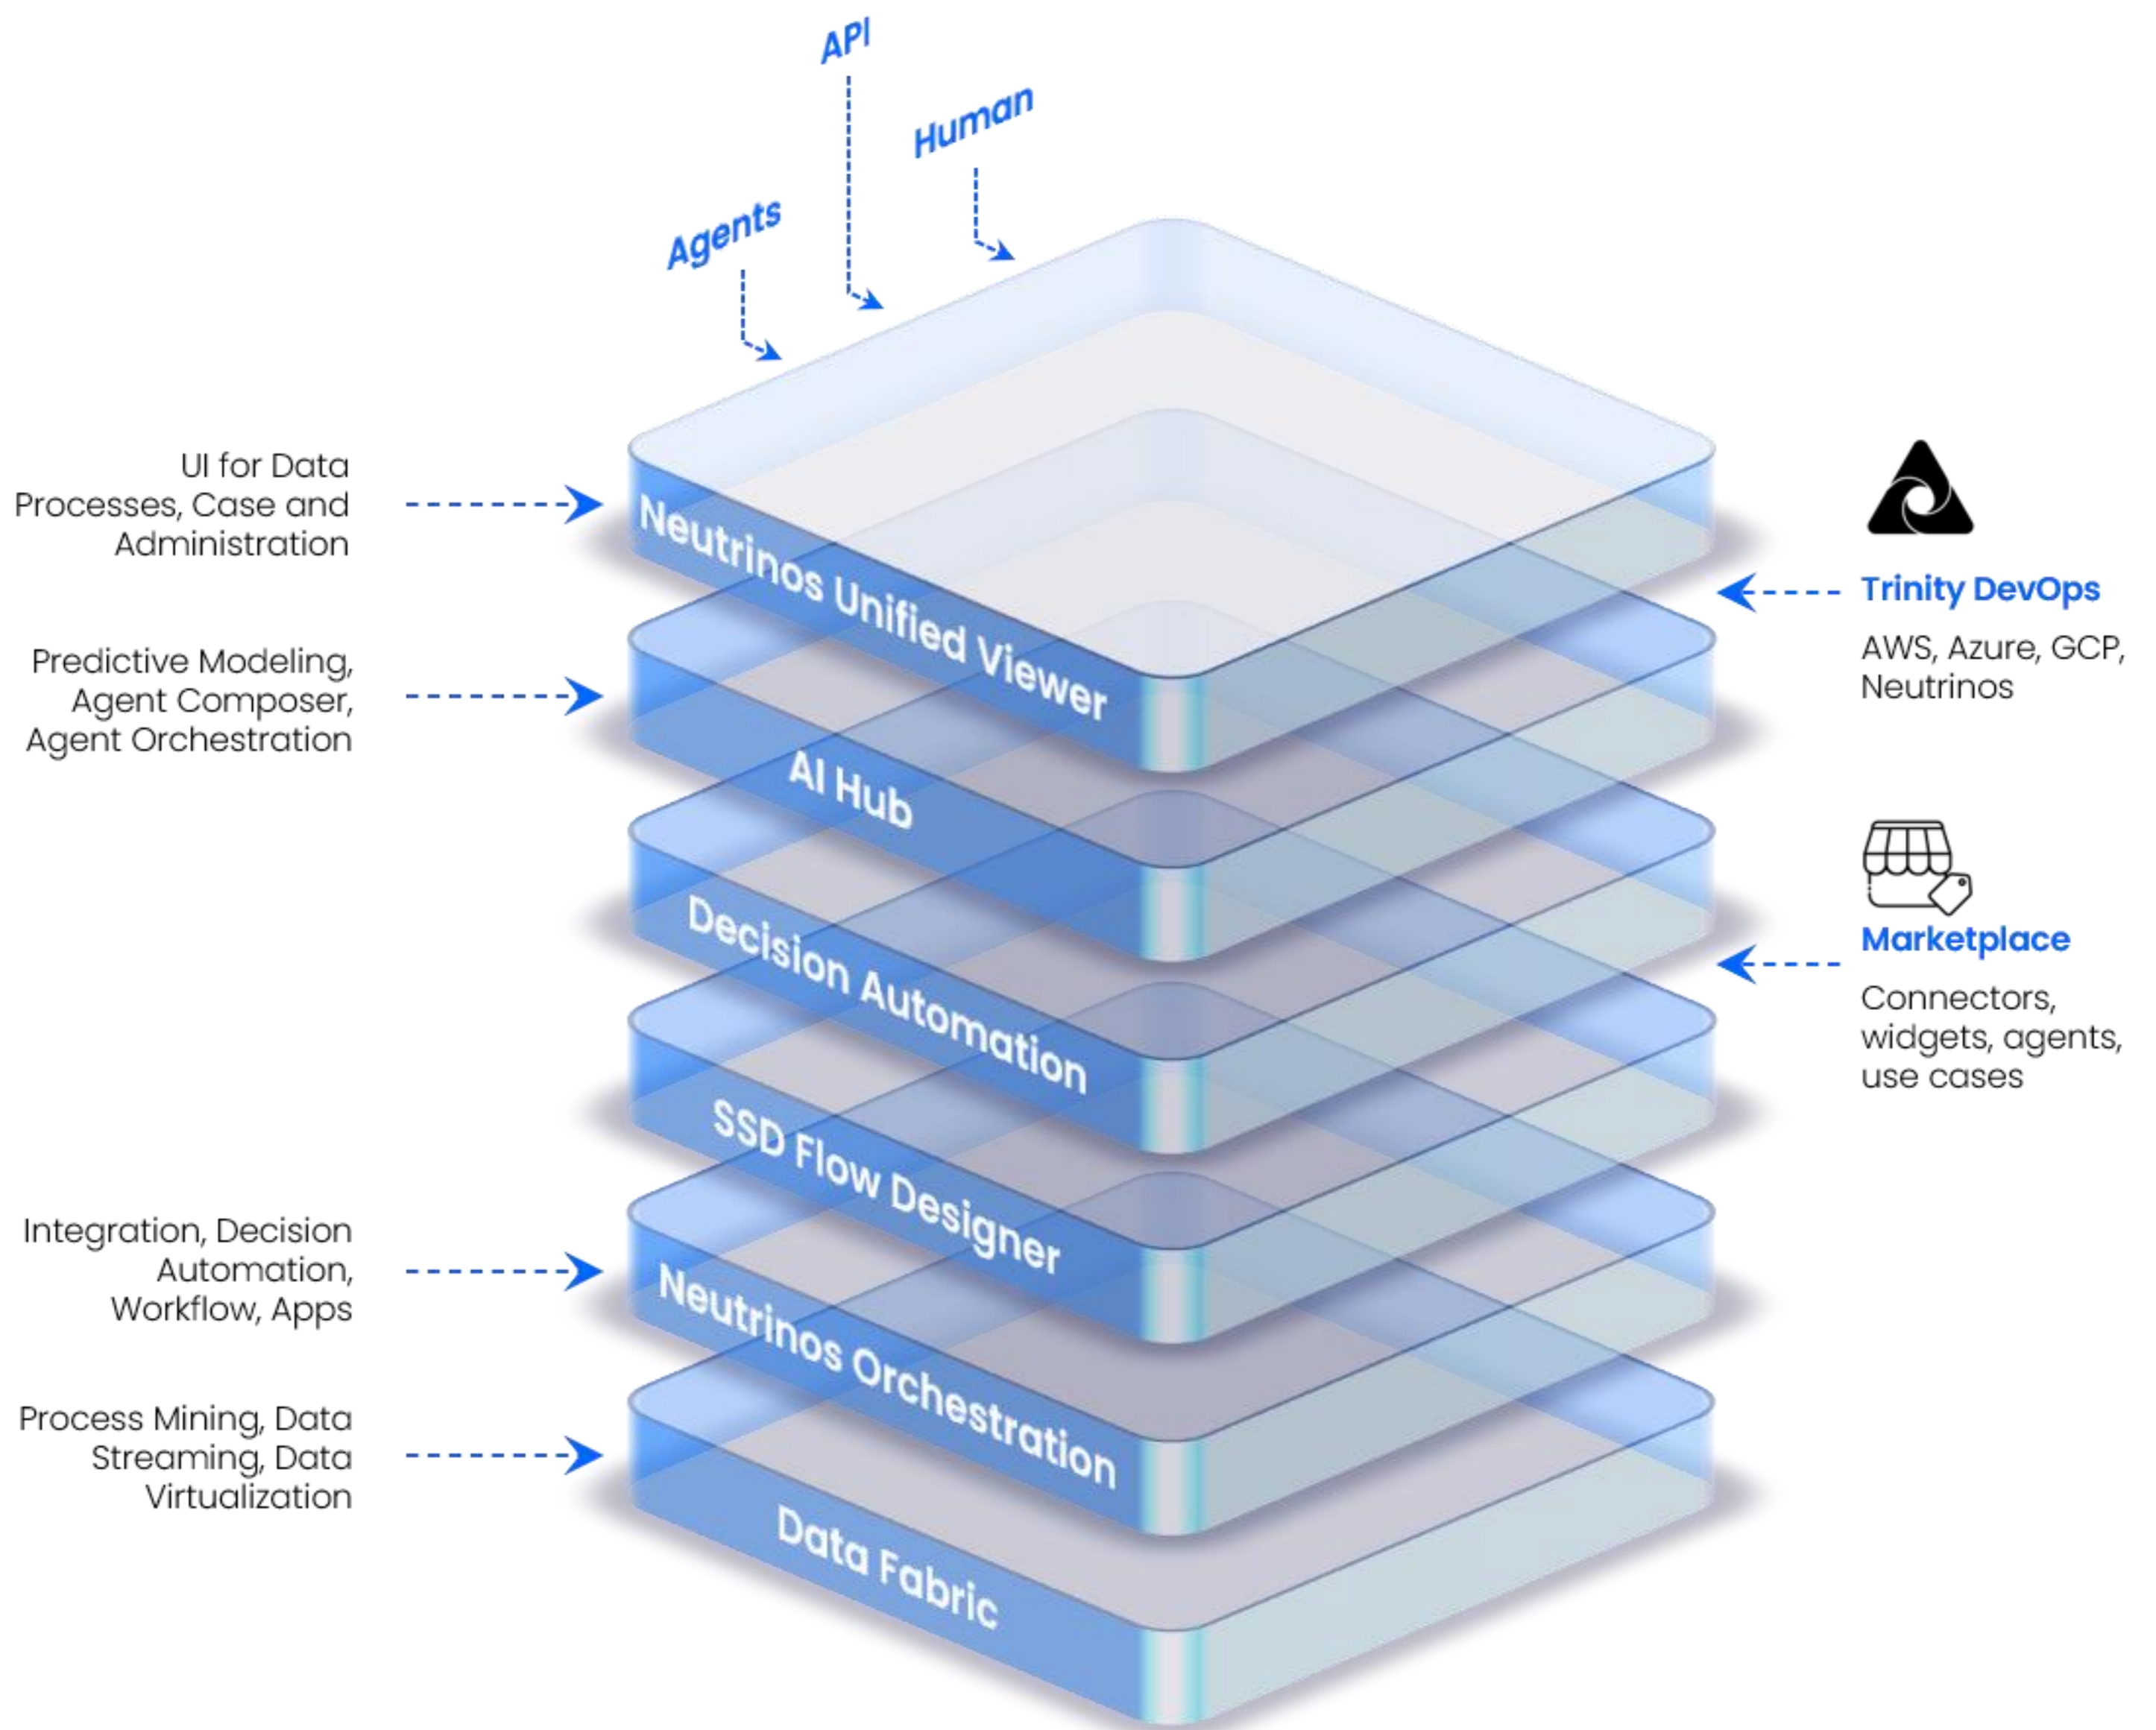 API
Human
Agents
UI for Data
Processes, Case and
Administration
Neutrinos Unified Viewer
Trinity DevOps
AWS, Azure, GCP,
Neutrinos
Predictive Modeling,
Agent Composer,
Agent Orchestration
AI Hub
Decision Automation
Marketplace
Connectors,
widgets, agents,
use cases
SSD Flow Designer
Integration, Decision
Automation,
Workflow, Apps
Neutrinos Orchestration
Process Mining, Data
Streaming, Data
Virtualization
Data Fabric